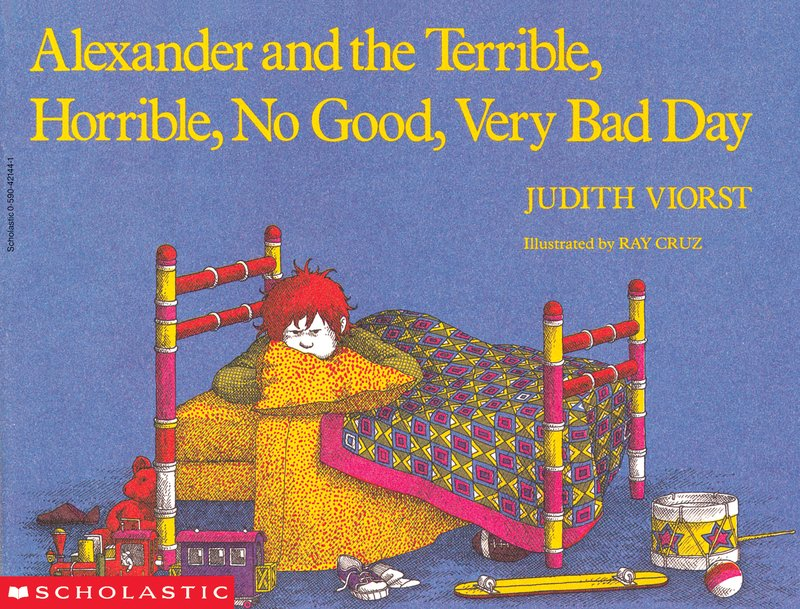 Alexander and the Terrible,
Horrible, No Good, Very Bad Day
JUDITH VIORST
Illustrated by RAY CRUZ
Scholastic 0-590-42144-1
SCHOLASTIC